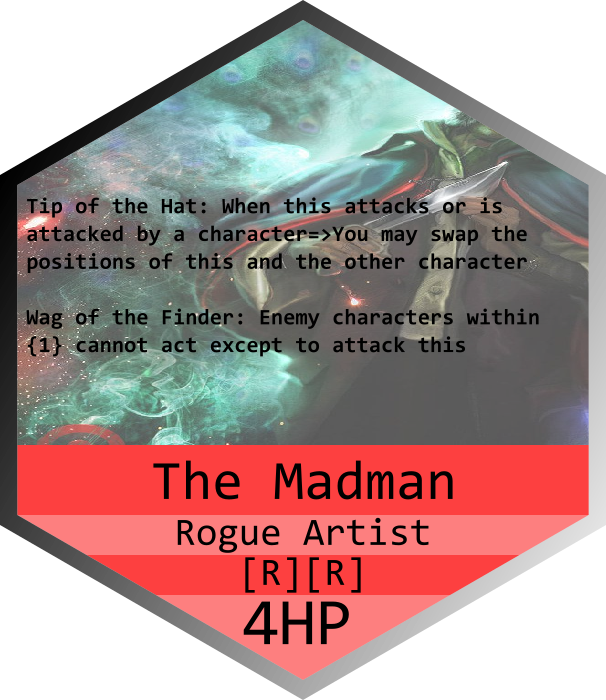 Tip of the Hat: When this attacks or is
attacked by a character=>You may swap the
positions of this and the other character
Wag of the Finder: Enemy characters within
{1} cannot act except to attack this
The Madman
Rogue Artist
[R][R]
4HP